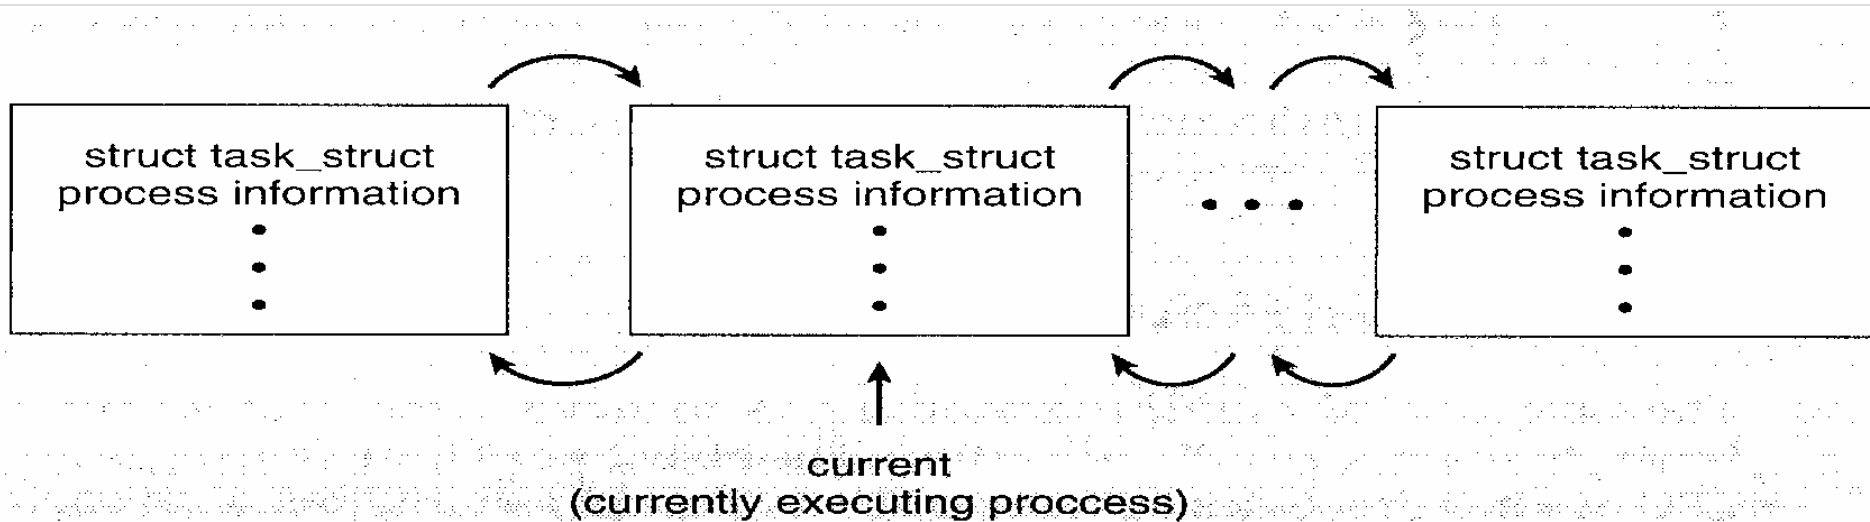 struct task_struct
process information
struct task_struct
process information
struct task_struct
process information
current
(currently executing proccess)